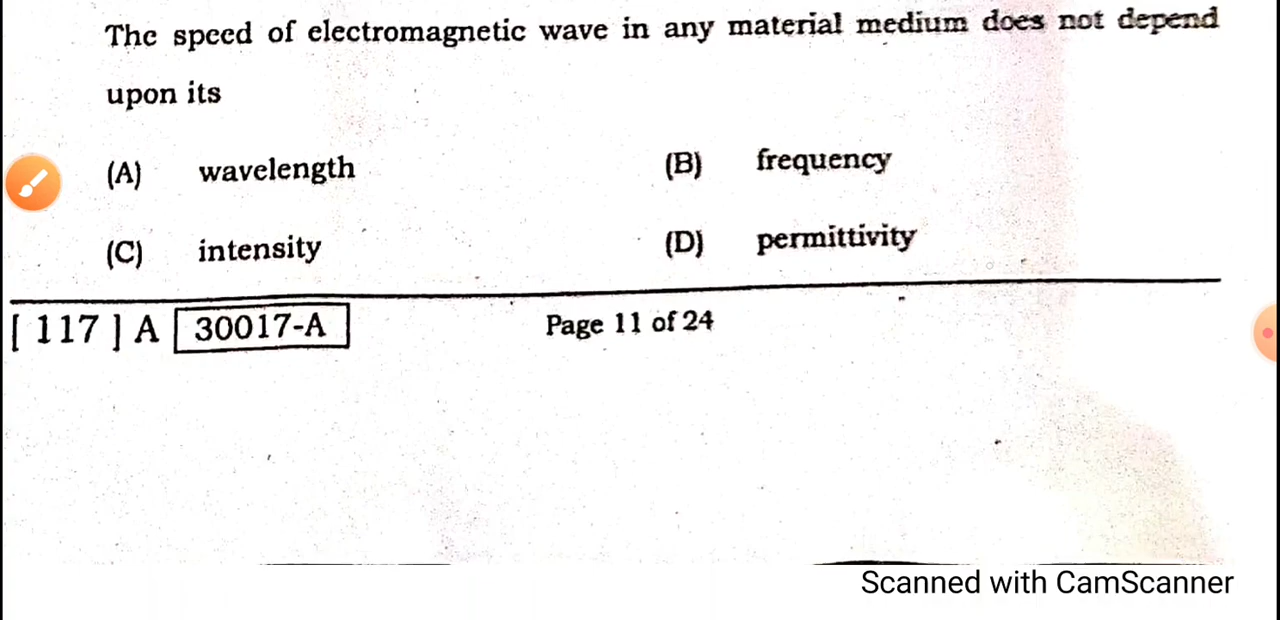 The speed of electromagnetic wave in any material medium does not depend
upon its
(A) wavelength (B) frequency
(C) intensity (D) permittivity
[ 117 ] A 30017-A Page 11 of 24
Scanned with CamScanner